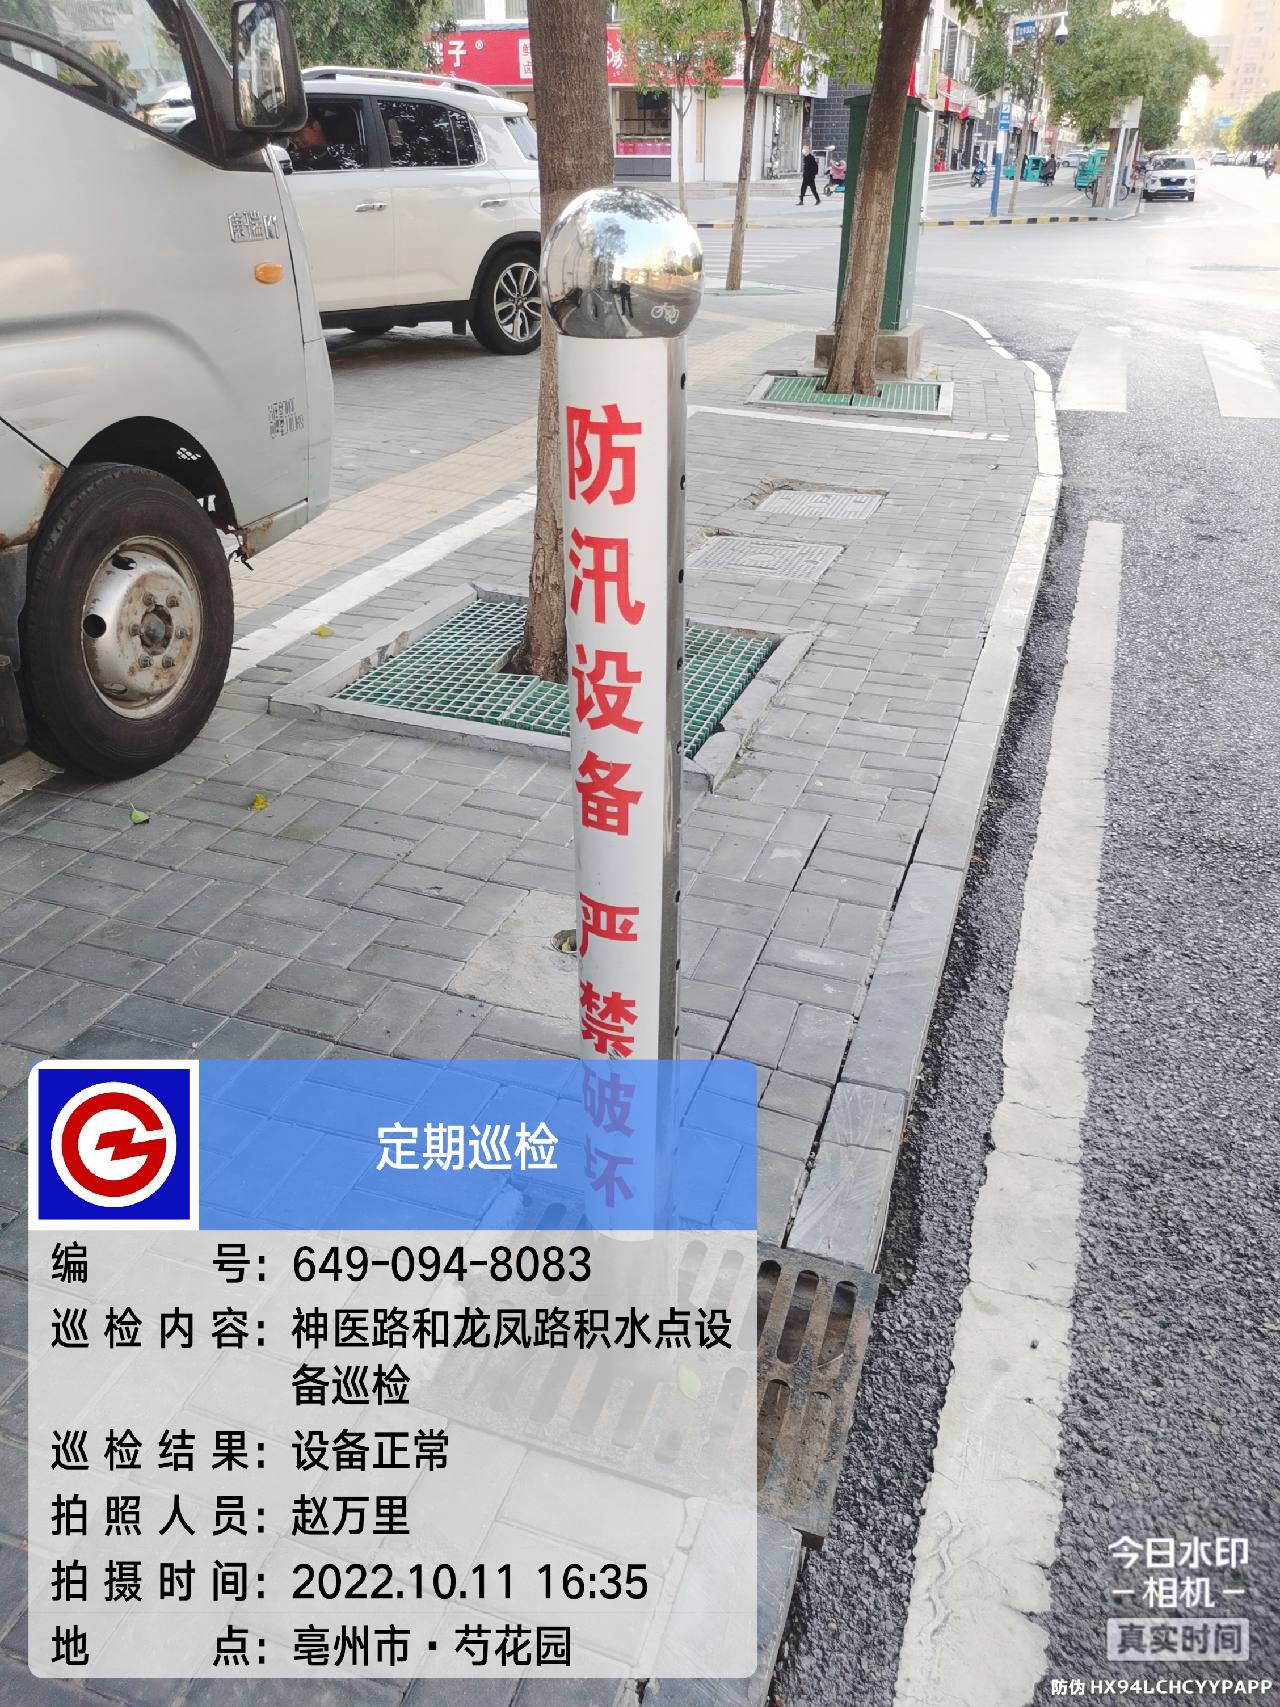 防汛设备 严禁破坏
定期巡检
编号：649-094-8083
巡检内容：神医路和龙凤路积水点设
备巡检
巡检结果：设备正常
拍照人员：赵万里
拍摄时间：2022.10.11 16:35
地点：亳州市·芍花园
今日水印
相机
真实时间
防伪 HX94LCHCYYPAPP